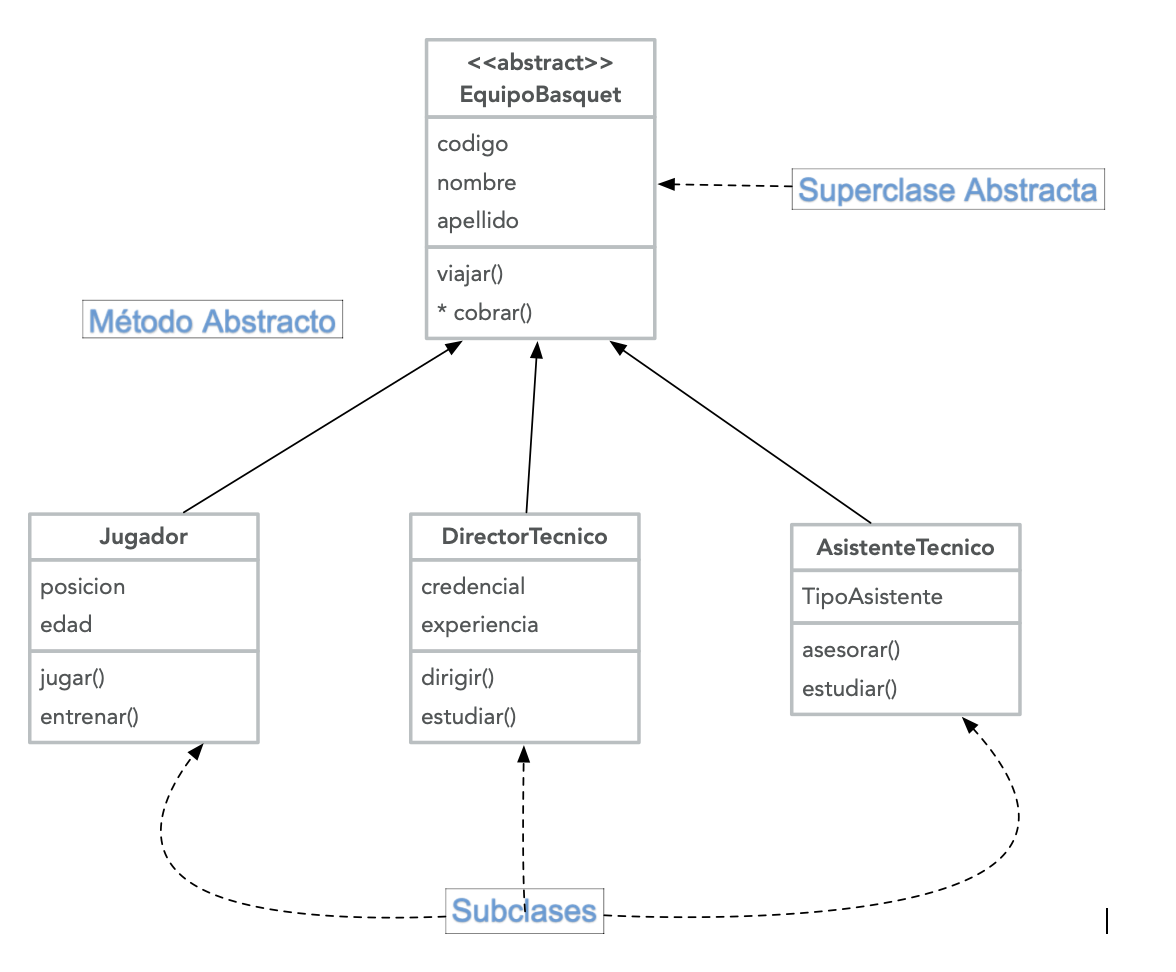 <<abstract>>
EquipoBasquet
codigo
nombre
apellido
viajar()
* cobrar()
Superclase Abstracta
Método Abstracto
Jugador
posicion
edad
jugar()
entrenar()
DirectorTecnico
credencial
experiencia
dirigir()
estudiar()
AsistenteTecnico
TipoAsistente
asesorar()
estudiar()
Subclases